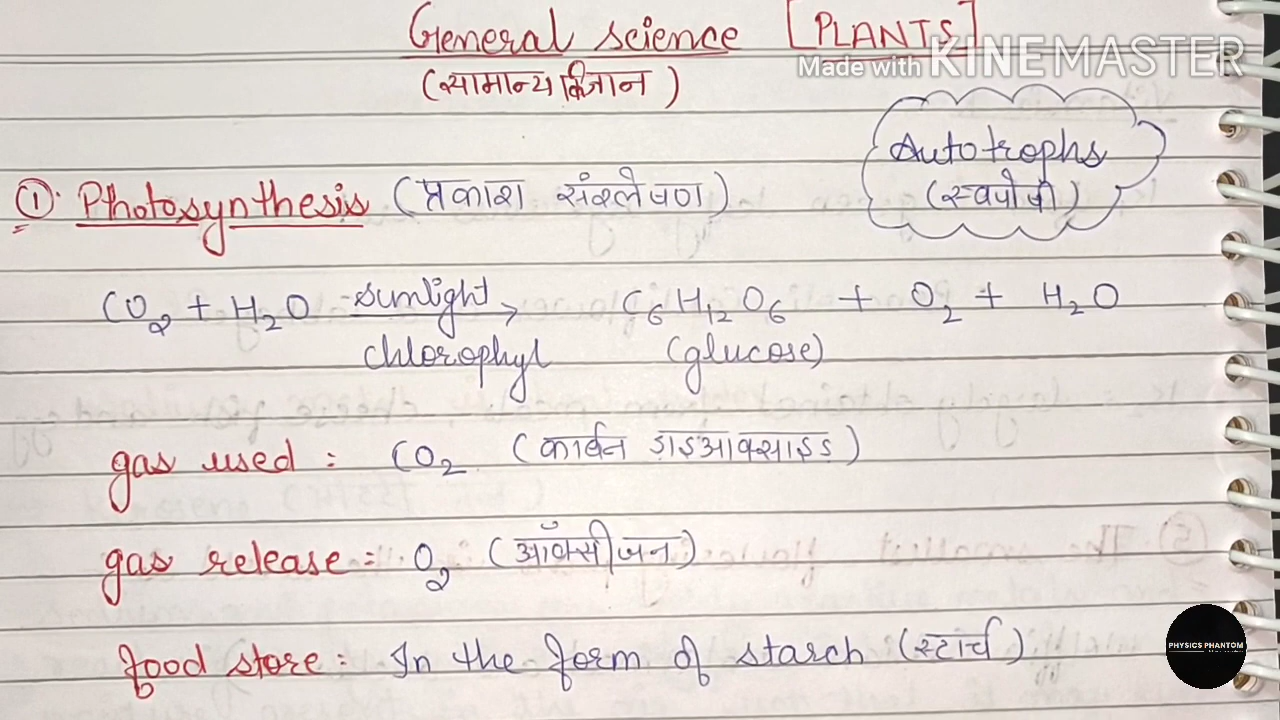 General science [PLANTS]
Made with KINEMASTER
(सामान्य विज्ञान)
Autotrophs
(स्वपोषी)
① Photosynthesis (प्रकाश संश्लेषण)
CO₂ + H₂O sunlight → C₆H₁₂O₆ + O₂ + H₂O
chlorophyl (glucose)
gas used : CO₂ (कार्बन डाइआक्साइड)
gas release = O₂ (ऑक्सीजन)
food store : In the form of starch (स्टार्च)
PHYSICS PHANTOM